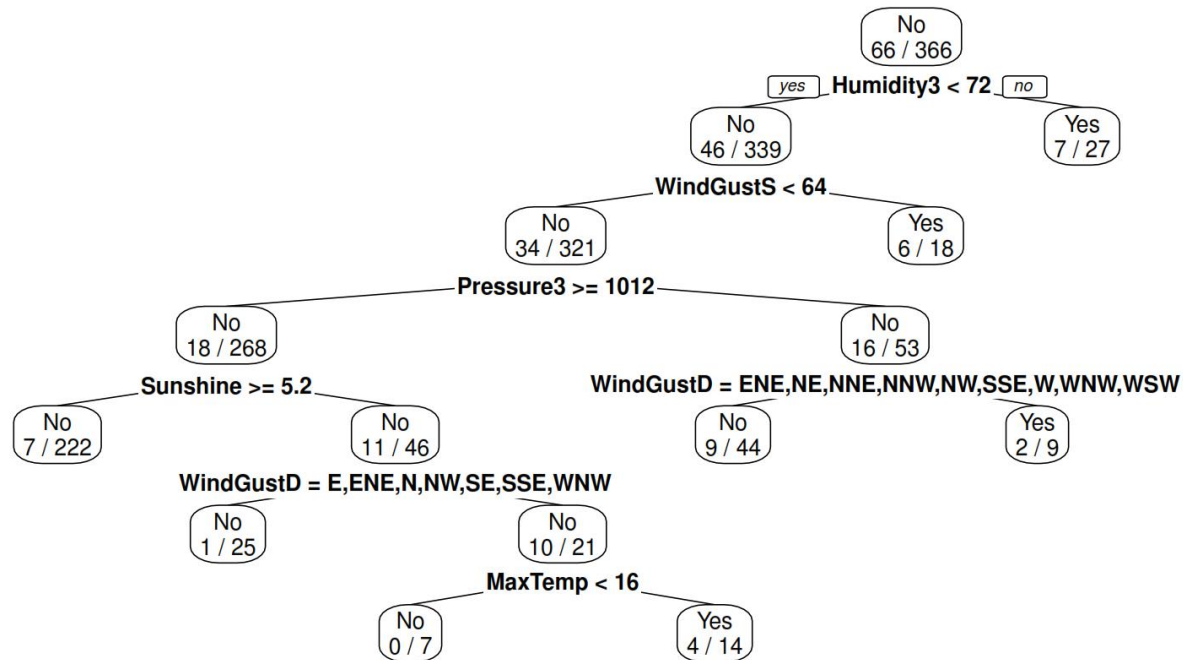 No
66 / 366
yes Humidity3 < 72 no
No
46 / 339
Yes
7 / 27
WindGustS < 64
No
34 / 321
Yes
6 / 18
Pressure3 >= 1012
No
18 / 268
No
16 / 53
Sunshine >= 5.2
WindGustD = ENE,NE,NNE,NNW,NW,SSE,W,WNW,WSW
No
7 / 222
No
11 / 46
No
9 / 44
Yes
2 / 9
WindGustD = E,ENE,N,NW,SE,SSE,WNW
No
1 / 25
No
10 / 21
MaxTemp < 16
No
0 / 7
Yes
4 / 14